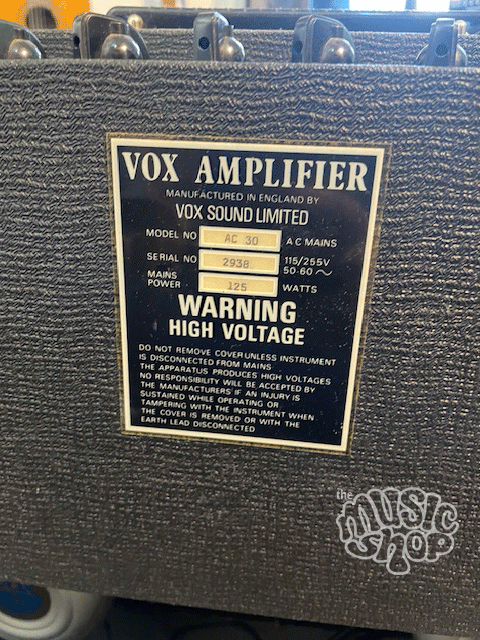 VOX AMPLIFIER
MANUFACTURED IN ENGLAND BY
VOX SOUND LIMITED
MODEL NO AC 30 A C MAINS
SERIAL NO 2938 115/255V
50-60 ~
MAINS POWER 125 WATTS
WARNING
HIGH VOLTAGE
DO NOT REMOVE COVER UNLESS INSTRUMENT
IS DISCONNECTED FROM MAINS
THE APPARATUS PRODUCES HIGH VOLTAGES
NO RESPONSIBILITY WILL BE ACCEPTED BY
THE MANUFACTURERS IF AN INJURY IS
SUSTAINED WHILE OPERATING OR
TAMPERING WITH THE INSTRUMENT WHEN
THE COVER IS REMOVED OR WITH THE
EARTH LEAD DISCONNECTED
the
MUSIC
SHOP